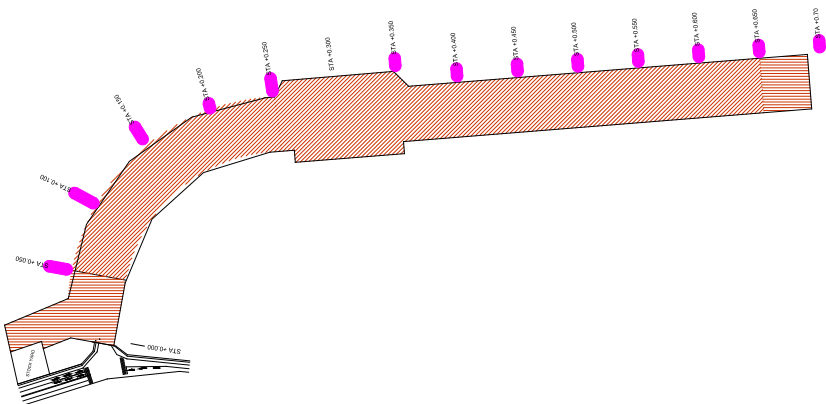 STA +0.000
STOCK YARD
STA +0.050
STA +0.100
STA +0.150
STA +0.200
STA +0.250
STA +0.300
STA +0.350
STA +0.400
STA +0.450
STA +0.500
STA +0.550
STA +0.600
STA +0.650
STA +0.70